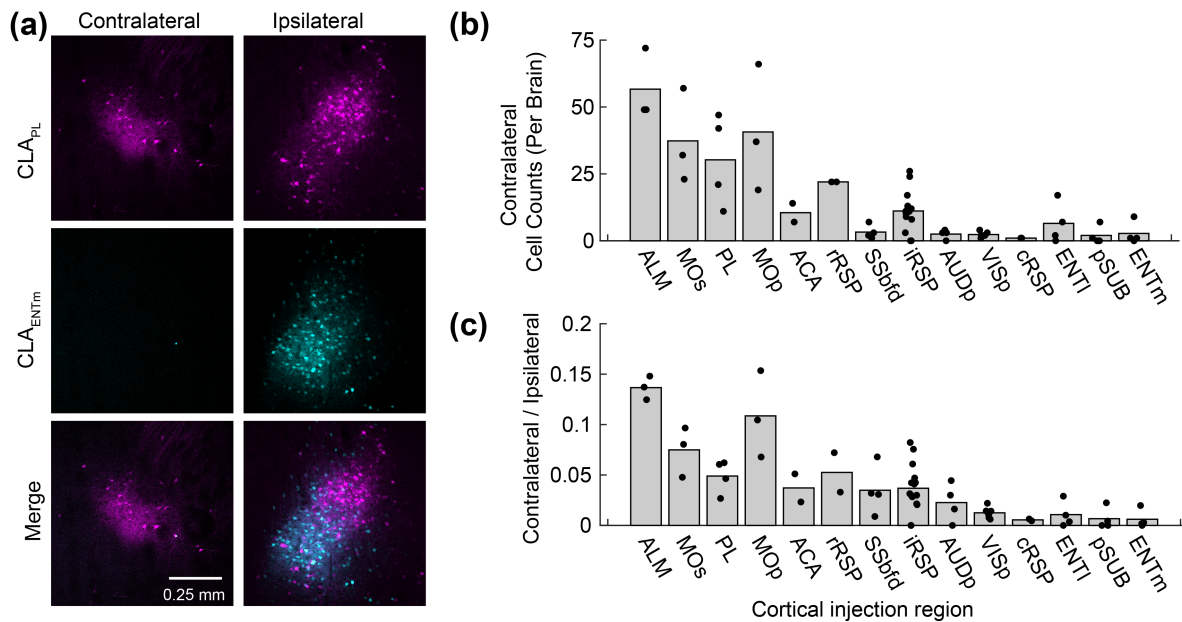 (a)
Contralateral Ipsilateral
CLAPL
CLAENTm
Merge
0.25 mm
(b)
Contralateral
Cell Counts (Per Brain)
75
50
25
0
ALM MOs PL MOp ACA rRSP SSbfd iRSP AUDp VISp cRSP ENTl pSUB ENTm
(c)
Contralateral / Ipsilateral
0.2
0.15
0.1
0.05
0
ALM MOs PL MOp ACA rRSP SSbfd iRSP AUDp VISp cRSP ENTl pSUB ENTm
Cortical injection region